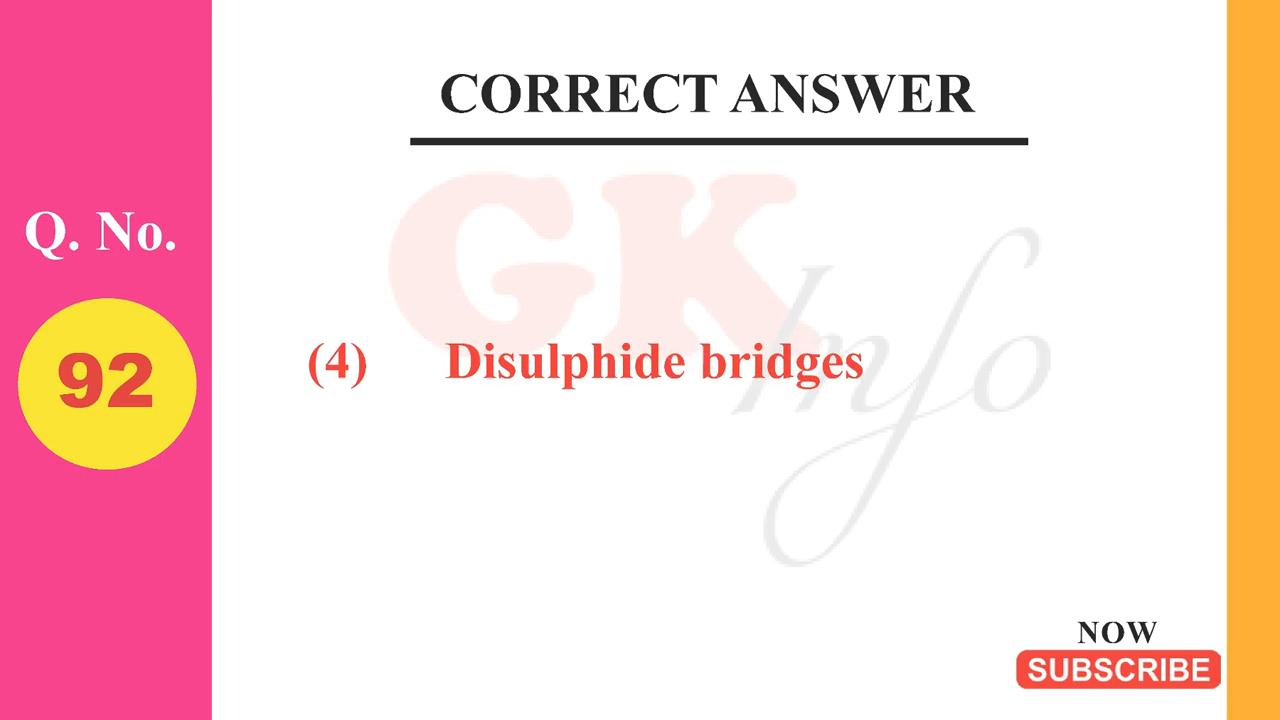 CORRECT ANSWER
GK Info
Q. No.
92
(4) Disulphide bridges
NOW
SUBSCRIBE